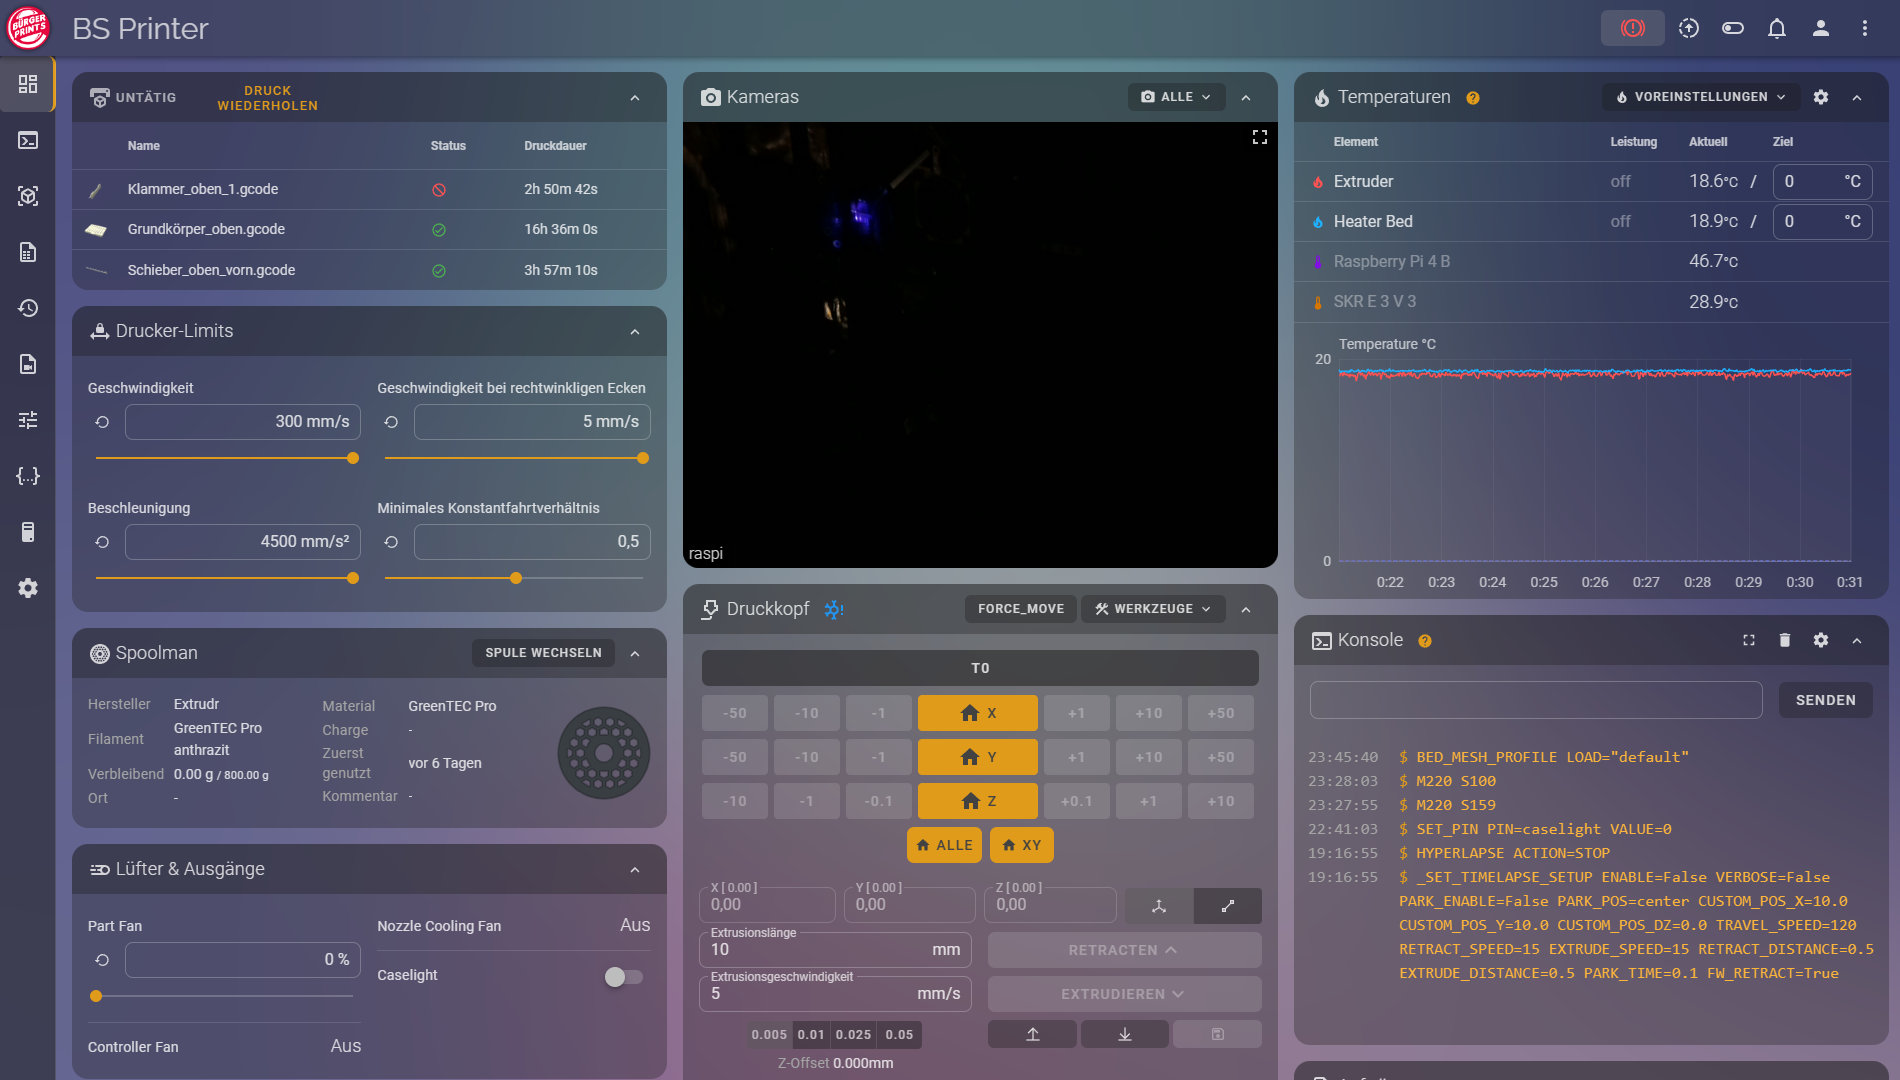 BÜRGER
PRINTS
BS Printer
UNTÄTIG
DRUCK
WIEDERHOLEN
Name Status Druckdauer
Klammer_oben_1.gcode 2h 50m 42s
Grundkörper_oben.gcode 16h 36m 0s
Schieber_oben_vorn.gcode 3h 57m 10s
Drucker-Limits
Geschwindigkeit
300 mm/s
Geschwindigkeit bei rechtwinkligen Ecken
5 mm/s
Beschleunigung
4500 mm/s²
Minimales Konstantfahrtverhältnis
0,5
Spoolman
SPULE WECHSELN
Hersteller Extrudr
Filament GreenTEC Pro
anthrazit
Verbleibend 0.00 g / 800.00 g
Ort -
Material GreenTEC Pro
Charge -
Zuerst
genutzt vor 6 Tagen
Kommentar -
Lüfter & Ausgänge
Part Fan
0 %
Controller Fan Aus
Nozzle Cooling Fan Aus
Caselight
Kameras
ALLE
raspi
Druckkopf
FORCE_MOVE
WERKZEUGE
T0
-50 -10 -1 X +1 +10 +50
-50 -10 -1 Y +1 +10 +50
-10 -1 -0.1 Z +0.1 +1 +10
ALLE XY
X [ 0.00 ] Y [ 0.00 ] Z [ 0.00 ]
0,00 0,00 0,00
Extrusionslänge
10 mm
RETRACTEN
Extrusionsgeschwindigkeit
5 mm/s
EXTRUDIEREN
0.005 0.01 0.025 0.05
Z-Offset 0.000mm
Temperaturen
VOREINSTELLUNGEN
Element Leistung Aktuell Ziel
Extruder off 18.6°C / 0 °C
Heater Bed off 18.9°C / 0 °C
Raspberry Pi 4 B 46.7°C
SKR E 3 V 3 28.9°C
Temperature °C
20
0
0:22 0:23 0:24 0:25 0:26 0:27 0:28 0:29 0:30 0:31
Konsole
SENDEN
23:45:40 $ BED_MESH_PROFILE LOAD="default"
23:28:03 $ M220 S100
23:27:55 $ M220 S159
22:41:03 $ SET_PIN PIN=caselight VALUE=0
19:16:55 $ HYPERLAPSE ACTION=STOP
19:16:55 $ _SET_TIMELAPSE_SETUP ENABLE=False VERBOSE=False
PARK_ENABLE=False PARK_POS=center CUSTOM_POS_X=10.0
CUSTOM_POS_Y=10.0 CUSTOM_POS_DZ=0.0 TRAVEL_SPEED=120
RETRACT_SPEED=15 EXTRUDE_SPEED=15 RETRACT_DISTANCE=0.5
EXTRUDE_DISTANCE=0.5 PARK_TIME=0.1 FW_RETRACT=True